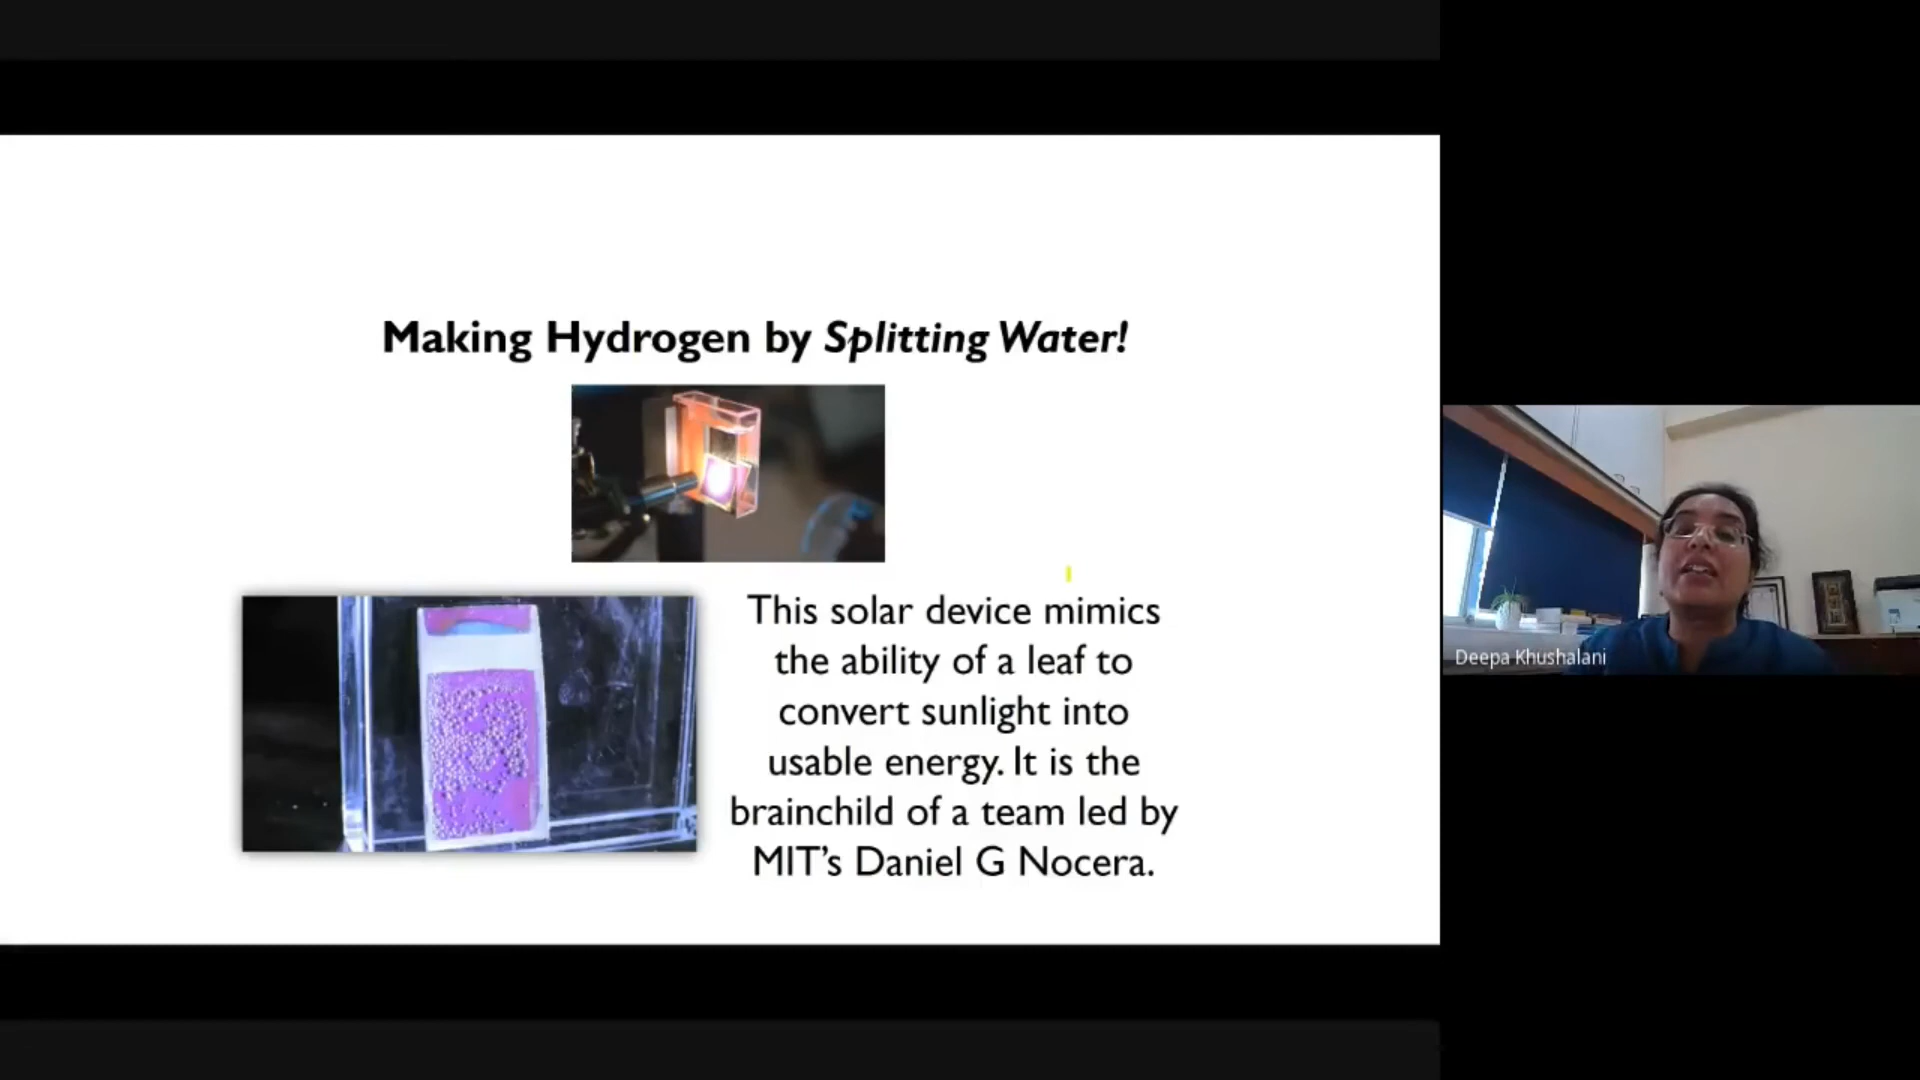 Making Hydrogen by Splitting Water!
This solar device mimics
the ability of a leaf to
convert sunlight into
usable energy. It is the
brainchild of a team led by
MIT's Daniel G Nocera.
Deepa Khushalani